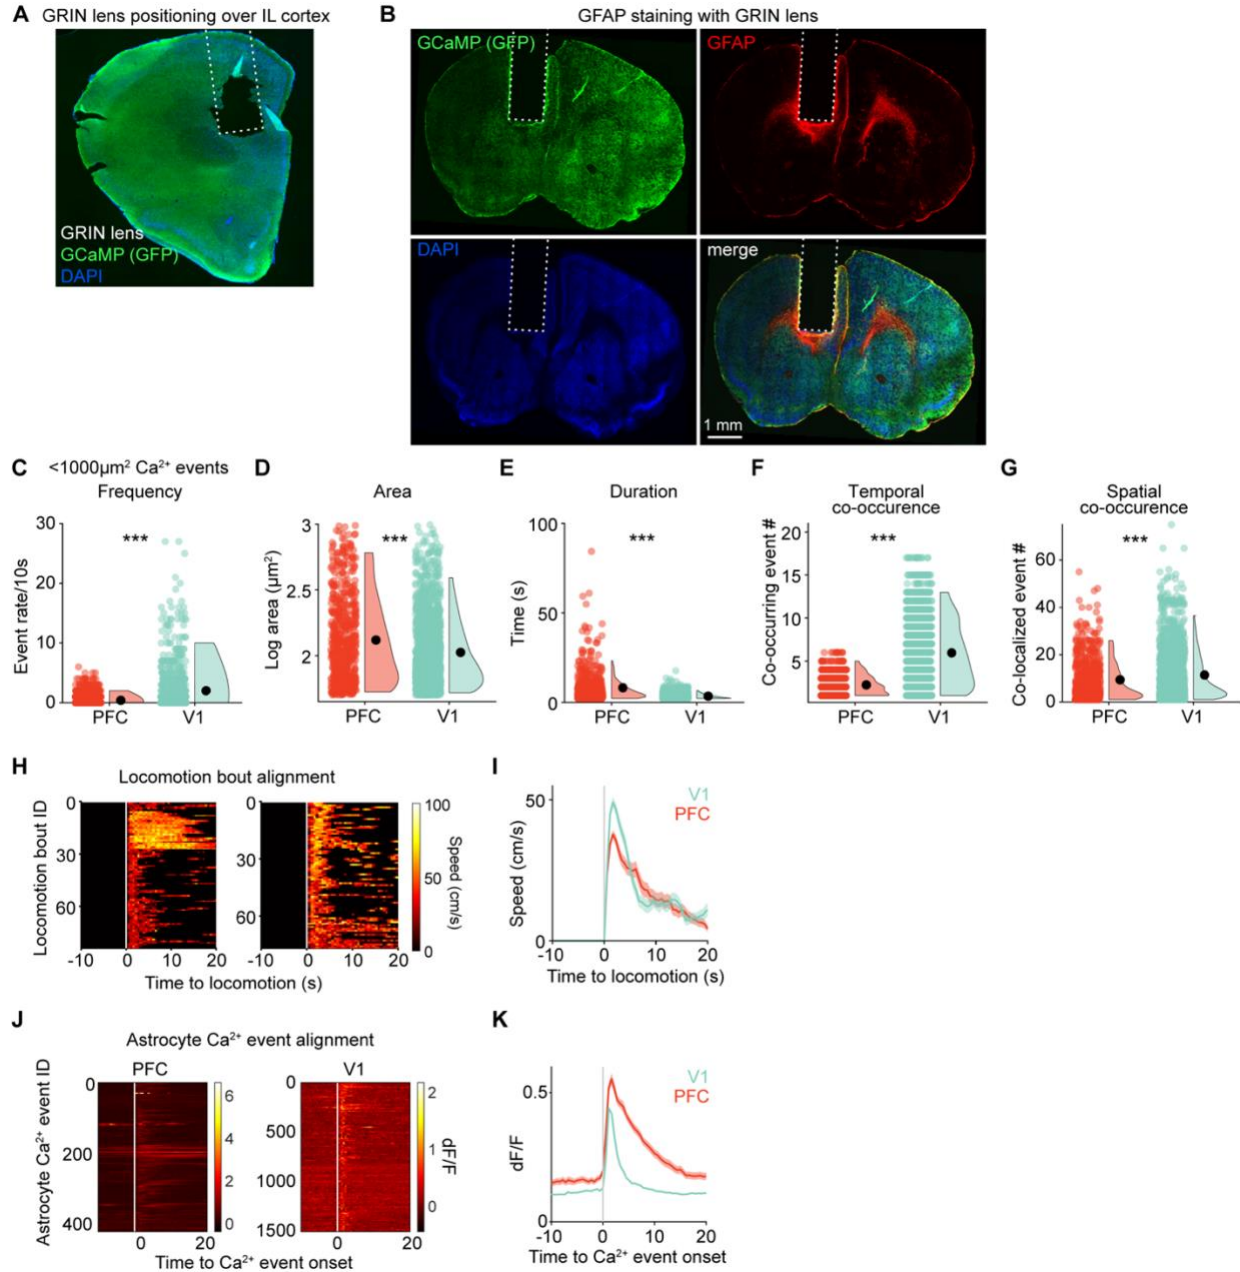 A GRIN lens positioning over IL cortex
GRIN lens
GCaMP (GFP)
DAPI
B GFAP staining with GRIN lens
GCaMP (GFP)
GFAP
DAPI
merge
1 mm
C <1000µm² Ca²⁺ events
Frequency
Event rate/10s
30
20
10
0
***
PFC V1
D Area
Log area (µm²)
3
2.5
2
***
PFC V1
E Duration
Time (s)
100
50
0
***
PFC V1
F Temporal
co-occurence
Co-occurring event #
20
15
10
5
***
PFC V1
G Spatial
co-occurence
Co-localized event #
60
40
20
0
***
PFC V1
H Locomotion bout alignment
Locomotion bout ID
0
30
60
-10 0 10 20
0
30
60
-10 0 10 20
Time to locomotion (s)
100
50
0
Speed (cm/s)
I
V1
PFC
Speed (cm/s)
50
0
-10 0 10 20
Time to locomotion (s)
J Astrocyte Ca²⁺ event alignment
PFC V1
Astrocyte Ca²⁺ event ID
0
200
400
0 20
6
4
2
0
0
500
1000
1500
0 20
2
1
0
dF/F
Time to Ca²⁺ event onset
K
V1
PFC
dF/F
0.5
0
-10 0 10 20
Time to Ca²⁺ event onset